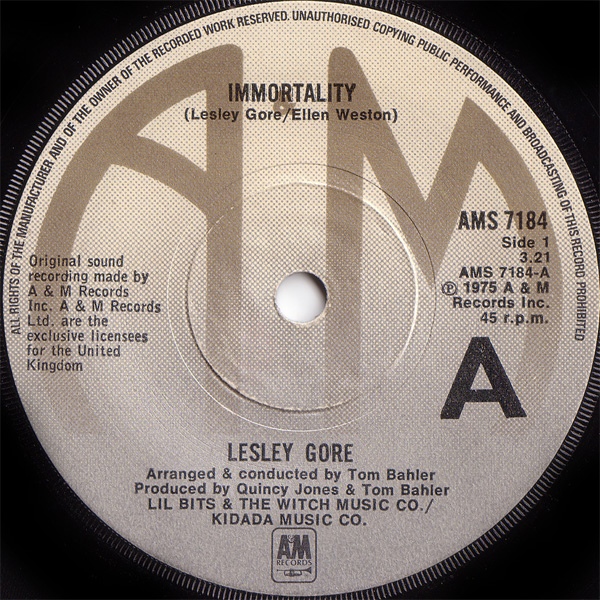 ALL RIGHTS OF THE MANUFACTURER AND OF THE OWNER OF THE RECORDED WORK RESERVED. UNAUTHORISED COPYING PUBLIC PERFORMANCE AND BROADCASTING OF THIS RECORD PROHIBITED
IMMORTALITY
(Lesley Gore/Ellen Weston)
AMS 7184
Side 1
3.21
AMS 7184-A
℗ 1975 A & M
Records Inc.
45 r.p.m.
Original sound
recording made by
A & M Records
Inc. A & M Records
Ltd. are the
exclusive licensees
for the United
Kingdom
A
LESLEY GORE
Arranged & conducted by Tom Bahler
Produced by Quincy Jones & Tom Bahler
LIL BITS & THE WITCH MUSIC CO./
KIDADA MUSIC CO.
A&M
RECORDS